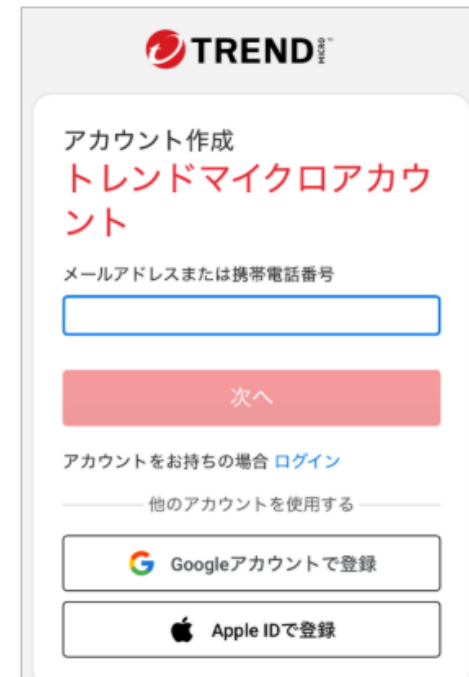 TREND MICRO™
アカウント作成
トレンドマイクロアカウ
ント
メールアドレスまたは携帯電話番号
次へ
アカウントをお持ちの場合 ログイン
他のアカウントを使用する
Googleアカウントで登録
Apple IDで登録